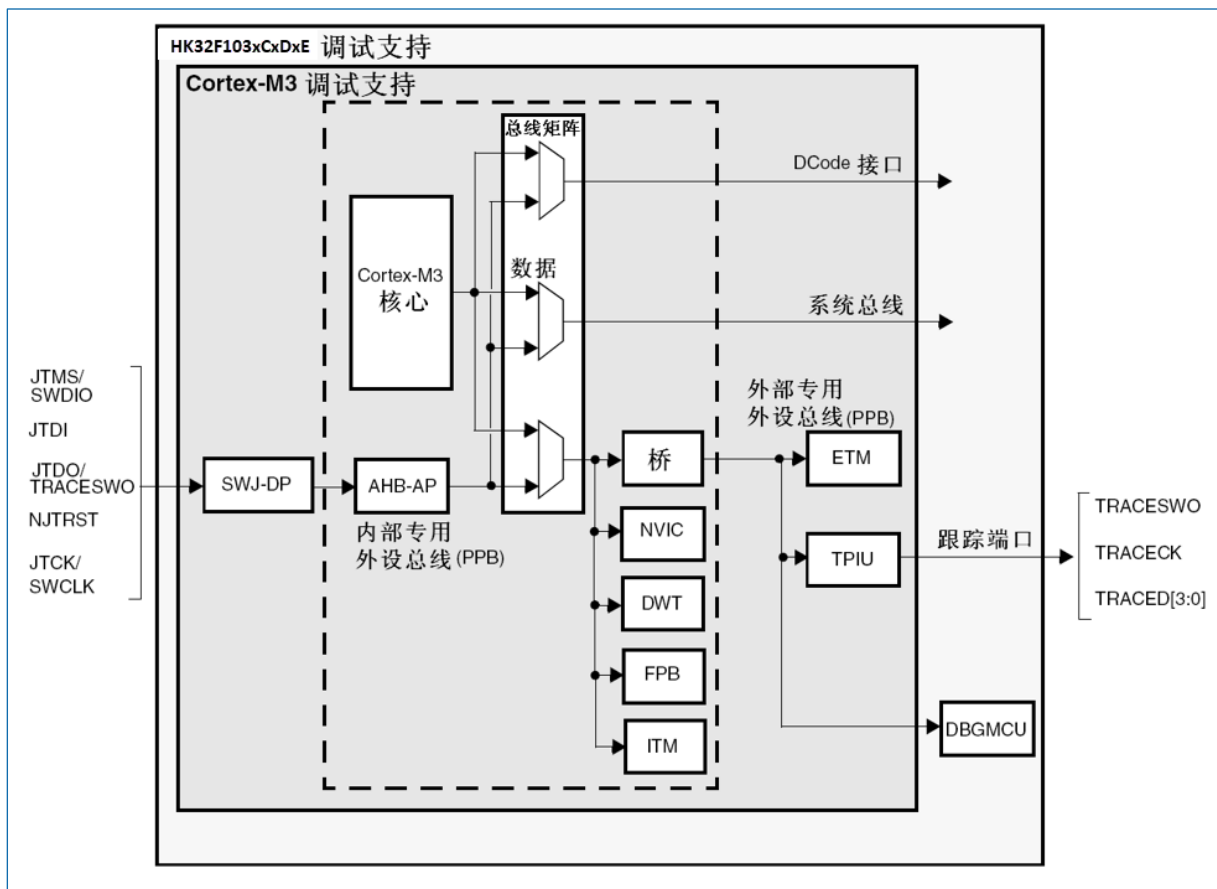 HK32F103xCxDxE 调试支持
Cortex-M3 调试支持
总线矩阵
DCode 接口
Cortex-M3
核心
数据
系统总线
JTMS/
SWDIO
JTDI
JTDO/
TRACESWO
NJTRST
JTCK/
SWCLK
SWJ-DP
AHB-AP
内部专用
外设总线(PPB)
桥
NVIC
DWT
FPB
ITM
外部专用
外设总线(PPB)
ETM
TPIU
跟踪端口
TRACESWO
TRACECK
TRACED[3:0]
DBGMCU